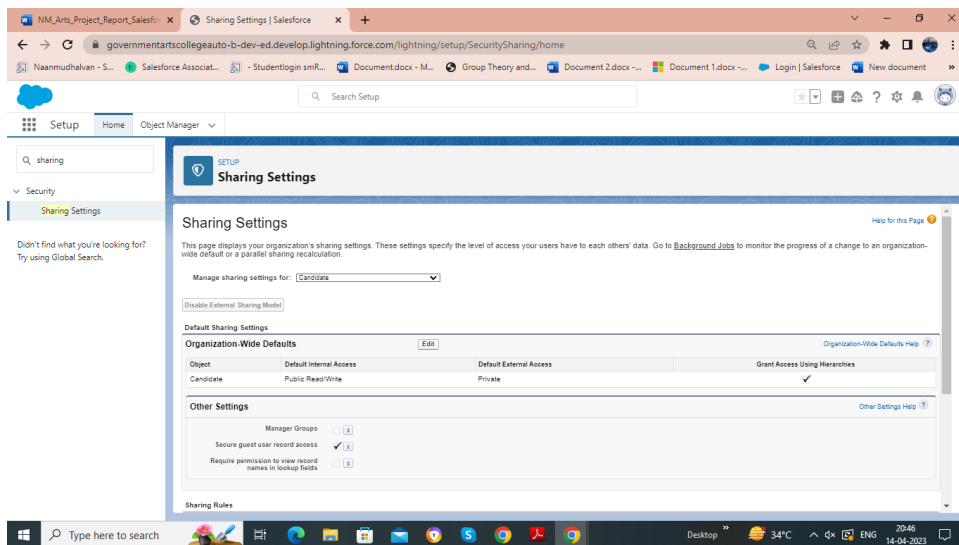 NM_Arts_Project_Report_Salesfo
Sharing Settings | Salesforce
governmentartscollegeauto-b-dev-ed.develop.lightning.force.com/lightning/setup/SecuritySharing/home
Naanmudhalvan - S...
Salesforce Associat...
- Studentlogin smR...
Document.docx - M...
Group Theory and...
Document 2.docx -...
Document 1.docx -...
Login | Salesforce
New document
»
Search Setup
Setup
Home
Object Manager
sharing
Security
Sharing Settings
Didn't find what you're looking for?
Try using Global Search.
SETUP
Sharing Settings
Sharing Settings
Help for this Page
This page displays your organization's sharing settings. These settings specify the level of access your users have to each others' data. Go to Background Jobs to monitor the progress of a change to an organization-
wide default or a parallel sharing recalculation.
Manage sharing settings for: Candidate
Disable External Sharing Model
Default Sharing Settings
Organization-Wide Defaults
Edit
Organization-Wide Defaults Help ?
Object Default Internal Access Default External Access Grant Access Using Hierarchies
Candidate Public Read/Write Private
Other Settings
Other Settings Help ?
Manager Groups
Secure guest user record access
Require permission to view record
names in lookup fields
Sharing Rules
Type here to search
Desktop
»
34°C
ENG
20:46
14-04-2023